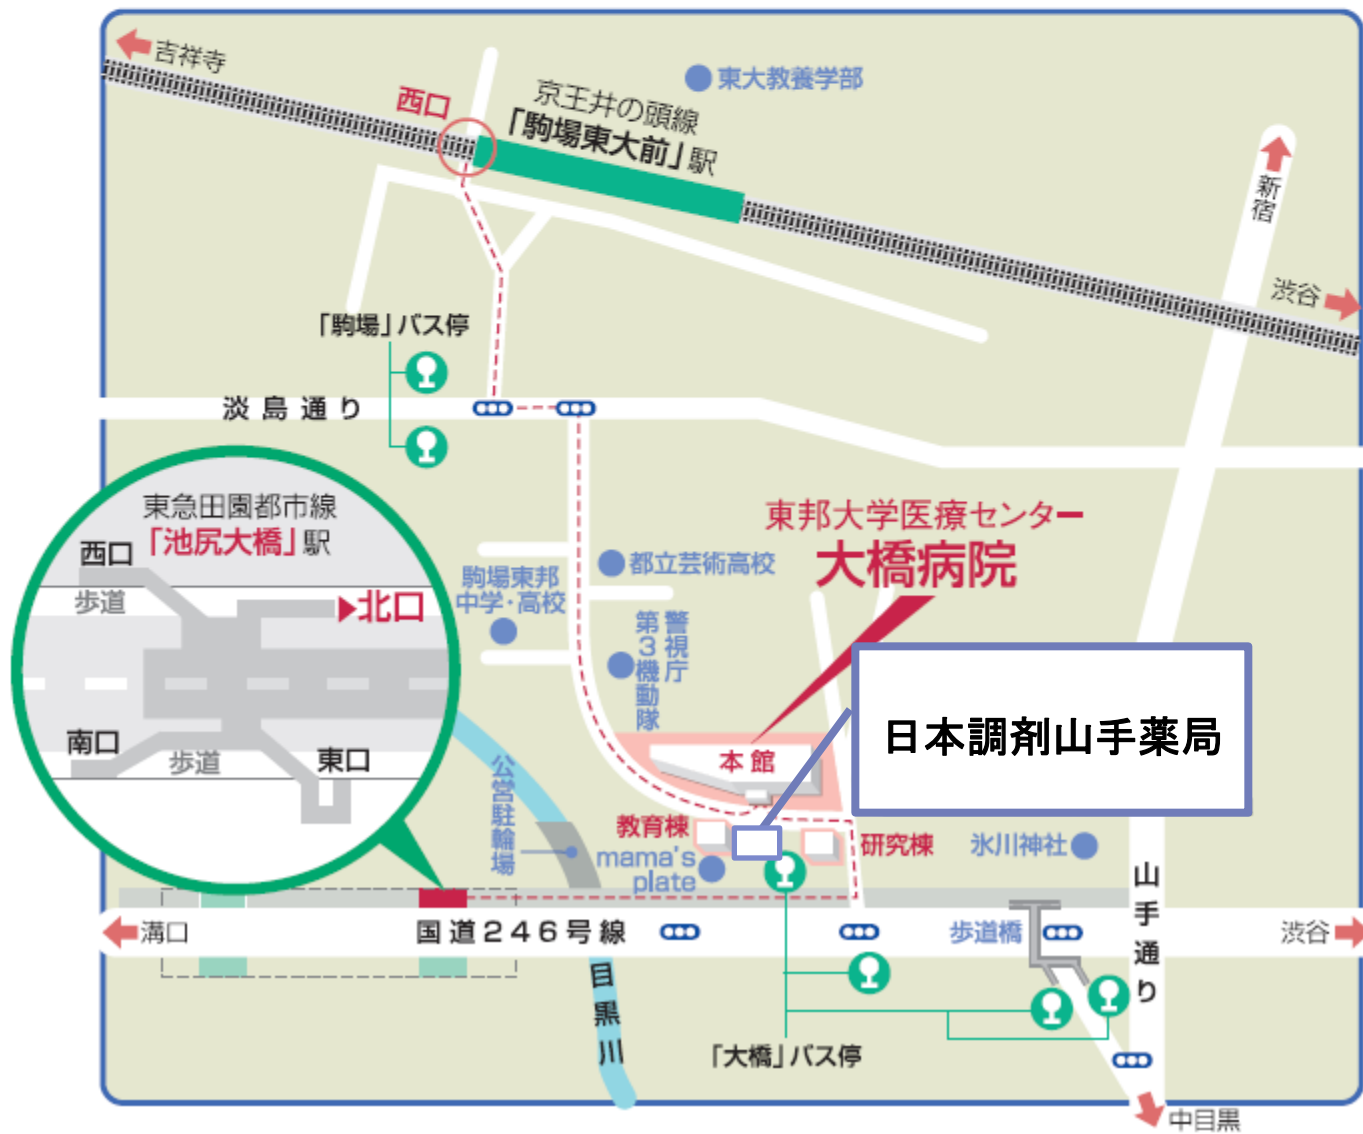 吉祥寺
西口
京王井の頭線
「駒場東大前」駅
東大教養学部
新宿
渋谷
「駒場」バス停
淡島通り
東急田園都市線
「池尻大橋」駅
西口
歩道
北口
南口
歩道
東口
東邦大学医療センター
大橋病院
都立芸術高校
駒場東邦
中学・高校
警視庁
第3機動隊
日本調剤山手薬局
本館
公営駐輪場
教育棟
mama's
plate
研究棟
氷川神社
山手通り
溝口
国道246号線
歩道橋
渋谷
目黒川
「大橋」バス停
中目黒